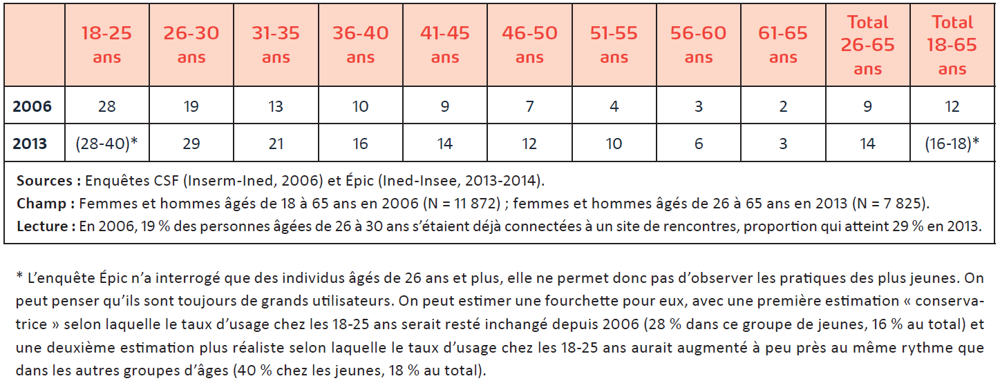 18-25 ans 26-30 ans 31-35 ans 36-40 ans 41-45 ans 46-50 ans 51-55 ans 56-60 ans 61-65 ans Total 26-65 ans Total 18-65 ans
2006 28 19 13 10 9 7 4 3 2 9 12
2013 (28-40)* 29 21 16 14 12 10 6 3 14 (16-18)*
Sources : Enquêtes CSF (Inserm-Ined, 2006) et Épic (Ined-Insee, 2013-2014).
Champ : Femmes et hommes âgés de 18 à 65 ans en 2006 (N = 11 872) ; femmes et hommes âgés de 26 à 65 ans en 2013 (N = 7 825).
Lecture : En 2006, 19 % des personnes âgées de 26 à 30 ans s’étaient déjà connectées à un site de rencontres, proportion qui atteint 29 % en 2013.
* L’enquête Épic n’a interrogé que des individus âgés de 26 ans et plus, elle ne permet donc pas d’observer les pratiques des plus jeunes. On
peut penser qu’ils sont toujours de grands utilisateurs. On peut estimer une fourchette pour eux, avec une première estimation « conserva-
trice » selon laquelle le taux d’usage chez les 18-25 ans serait resté inchangé depuis 2006 (28 % dans ce groupe de jeunes, 16 % au total) et
une deuxième estimation plus réaliste selon laquelle le taux d’usage chez les 18-25 ans aurait augmenté à peu près au même rythme que
dans les autres groupes d’âges (40 % chez les jeunes, 18 % au total).